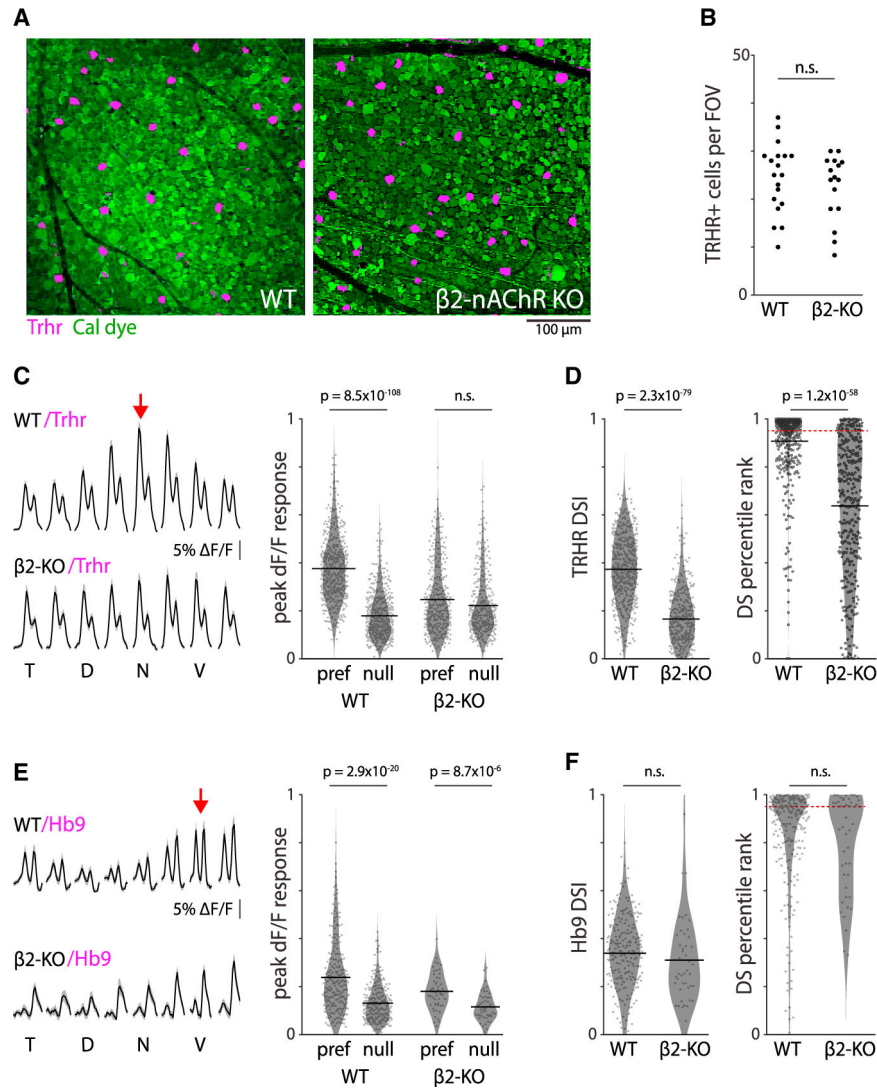 A
WT
β2-nAChR KO
Trhr Cal dye
100 μm
B
50
0
TRHR+ cells per FOV
n.s.
WT β2-KO
C
WT/Trhr
5% ΔF/F
β2-KO/Trhr
T D N V
p = 8.5x10⁻¹⁰⁸ n.s.
1
0
peak dF/F response
pref null pref null
WT β2-KO
D
p = 2.3x10⁻⁷⁹
1
0
TRHR DSI
WT β2-KO
p = 1.2x10⁻⁵⁸
1
0
DS percentile rank
WT β2-KO
E
WT/Hb9
5% ΔF/F
β2-KO/Hb9
T D N V
p = 2.9x10⁻²⁰ p = 8.7x10⁻⁶
1
0
peak dF/F response
pref null pref null
WT β2-KO
F
n.s.
1
0
Hb9 DSI
WT β2-KO
n.s.
1
0
DS percentile rank
WT β2-KO